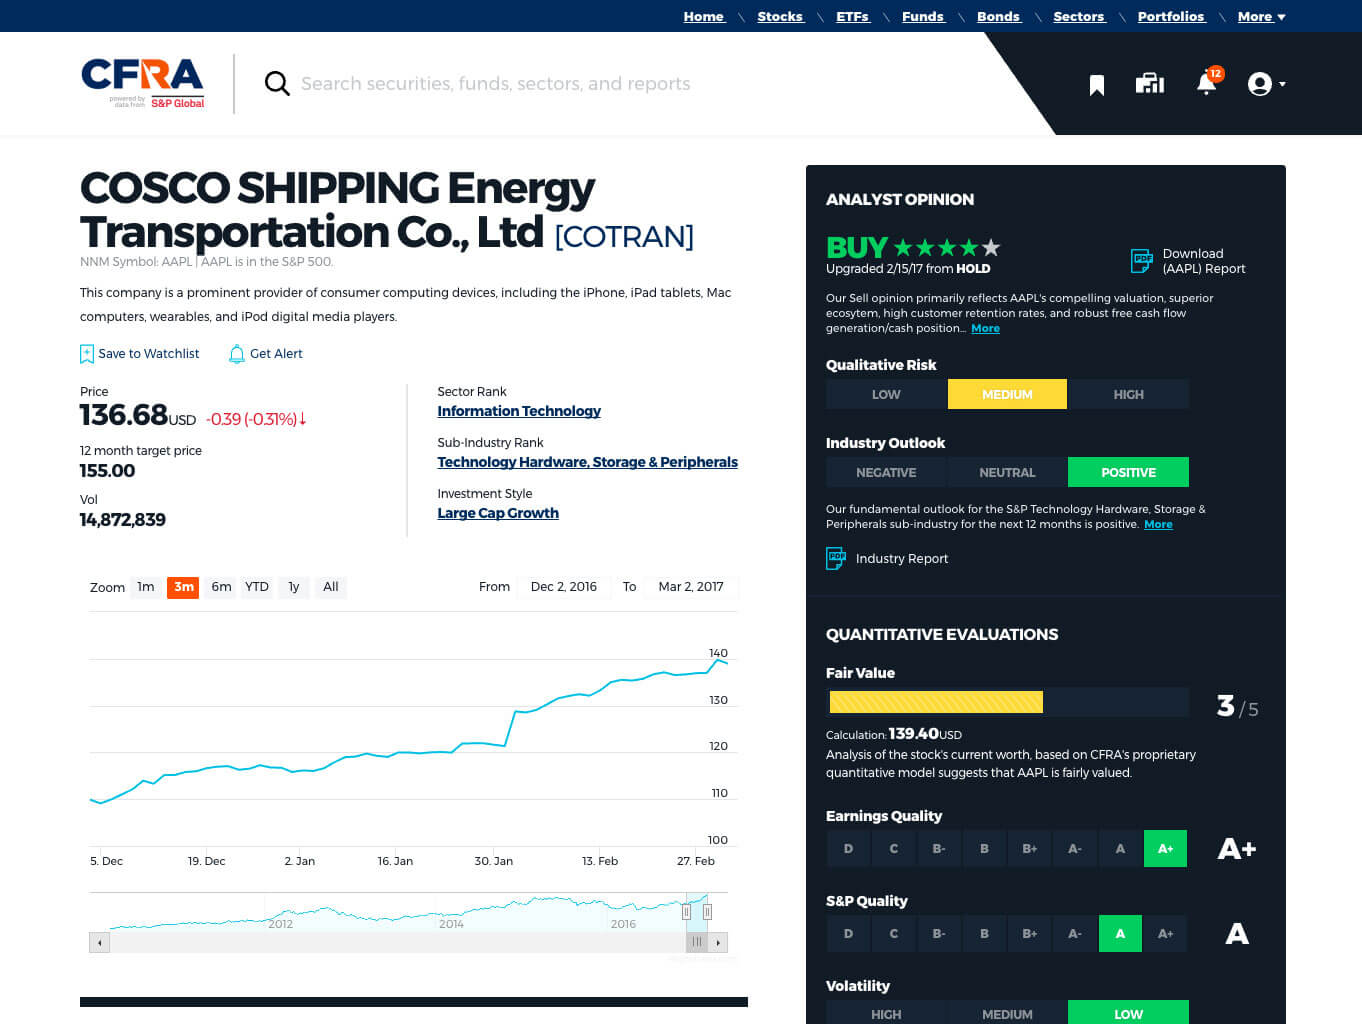 Home \ Stocks \ ETFs \ Funds \ Bonds \ Sectors \ Portfolios \ More
CFRA
powered by
data from S&P Global
Search securities, funds, sectors, and reports
12
COSCO SHIPPING Energy
Transportation Co., Ltd [COTRAN]
NNM Symbol: AAPL | AAPL is in the S&P 500.
This company is a prominent provider of consumer computing devices, including the iPhone, iPad tablets, Mac
computers, wearables, and iPod digital media players.
Save to Watchlist
Get Alert
Price
136.68USD -0.39 (-0.31%)↓
12 month target price
155.00
Vol
14,872,839
Sector Rank
Information Technology
Sub-Industry Rank
Technology Hardware, Storage & Peripherals
Investment Style
Large Cap Growth
Zoom 1m 3m 6m YTD 1y All
From Dec 2, 2016 To Mar 2, 2017
140
130
120
110
100
5. Dec 19. Dec 2. Jan 16. Jan 30. Jan 13. Feb 27. Feb
2012 2014 2016
ANALYST OPINION
BUY
Upgraded 2/15/17 from HOLD
PDF
Download
(AAPL) Report
Our Sell opinion primarily reflects AAPL's compelling valuation, superior
ecosytem, high customer retention rates, and robust free cash flow
generation/cash position... More
Qualitative Risk
LOW MEDIUM HIGH
Industry Outlook
NEGATIVE NEUTRAL POSITIVE
Our fundamental outlook for the S&P Technology Hardware, Storage &
Peripherals sub-industry for the next 12 months is positive. More
PDF
Industry Report
QUANTITATIVE EVALUATIONS
Fair Value
3 / 5
Calculation: 139.40USD
Analysis of the stock's current worth, based on CFRA's proprietary
quantitative model suggests that AAPL is fairly valued.
Earnings Quality
D C B- B B+ A- A A+
A+
S&P Quality
D C B- B B+ A- A A+
A
Volatility
HIGH MEDIUM LOW